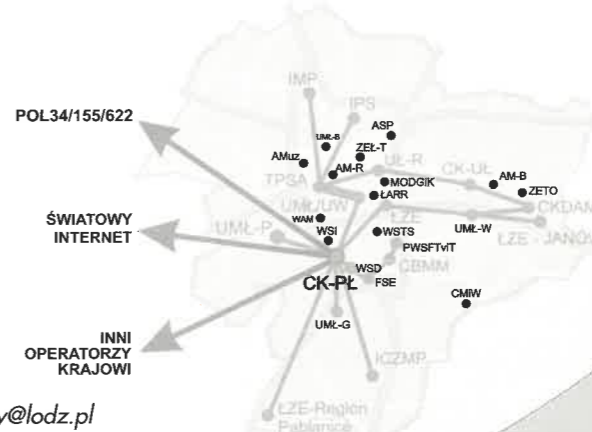 IMP
IPS
POL34/155/622
ASP
UMŁ-B
ZEŁ-T
AMuz
UŁ-R
AM-R
CK-UŁ
TPSA
MODGiK
AM-B
ŁARR
ZETO
UMŁ/UW
CKDAM
ŚWIATOWY
INTERNET
WAM
ŁZE
UMŁ-W
UMŁ-P
WSTS
ŁZE - JANÓW
WSI
PWSFTviT
CBMM
WSD
CK-PŁ
FSE
CMiW
UMŁ-G
INNI
OPERATORZY
KRAJOWI
ICZMP
y@lodz.pl
ŁZE-Region
Pabianice